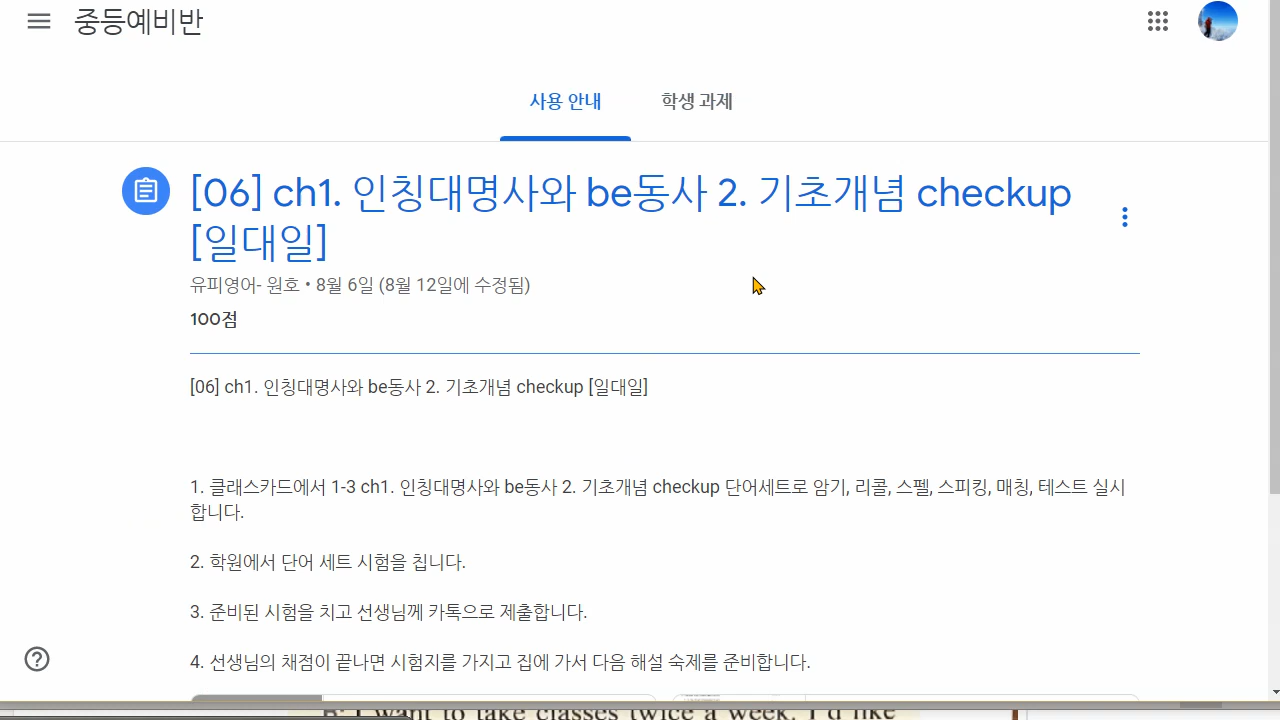 중등예비반
사용 안내
학생 과제
[06] ch1. 인칭대명사와 be동사 2. 기초개념 checkup
[일대일]
유피영어- 원호 • 8월 6일 (8월 12일에 수정됨)
100점
[06] ch1. 인칭대명사와 be동사 2. 기초개념 checkup [일대일]
1. 클래스카드에서 1-3 ch1. 인칭대명사와 be동사 2. 기초개념 checkup 단어세트로 암기, 리콜, 스펠, 스피킹, 매칭, 테스트 실시
합니다.
2. 학원에서 단어 세트 시험을 칩니다.
3. 준비된 시험을 치고 선생님께 카톡으로 제출합니다.
4. 선생님의 채점이 끝나면 시험지를 가지고 집에 가서 다음 해설 숙제를 준비합니다.
B: I want to take classes twice a week. I'd like